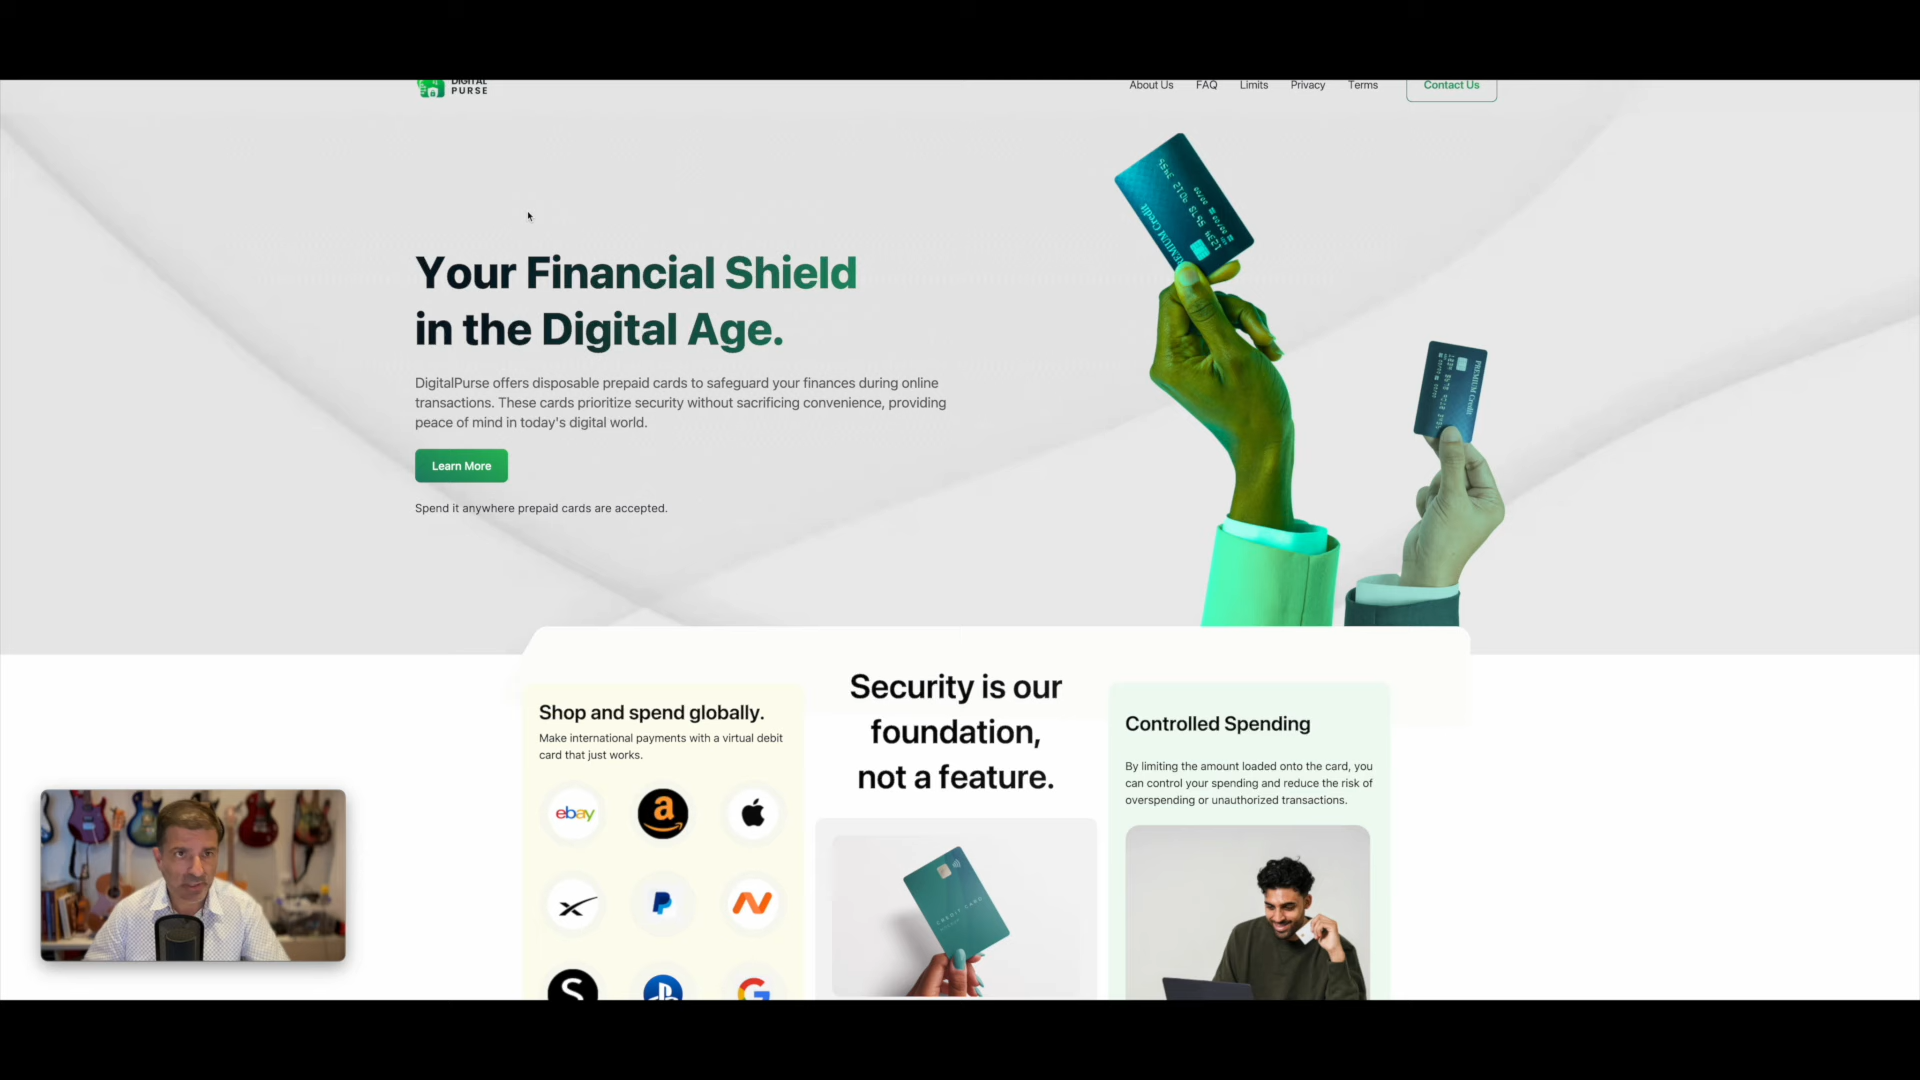 DIGITAL
PURSE
About Us
FAQ
Limits
Privacy
Terms
Contact Us
Your Financial Shield
in the Digital Age.
DigitalPurse offers disposable prepaid cards to safeguard your finances during online
transactions. These cards prioritize security without sacrificing convenience, providing
peace of mind in today's digital world.
Learn More
Spend it anywhere prepaid cards are accepted.
PREMIUM Credit
Shop and spend globally.
Make international payments with a virtual debit
card that just works.
ebay
a
Security is our
foundation,
not a feature.
CREDIT CARD
Controlled Spending
By limiting the amount loaded onto the card, you
can control your spending and reduce the risk of
overspending or unauthorized transactions.